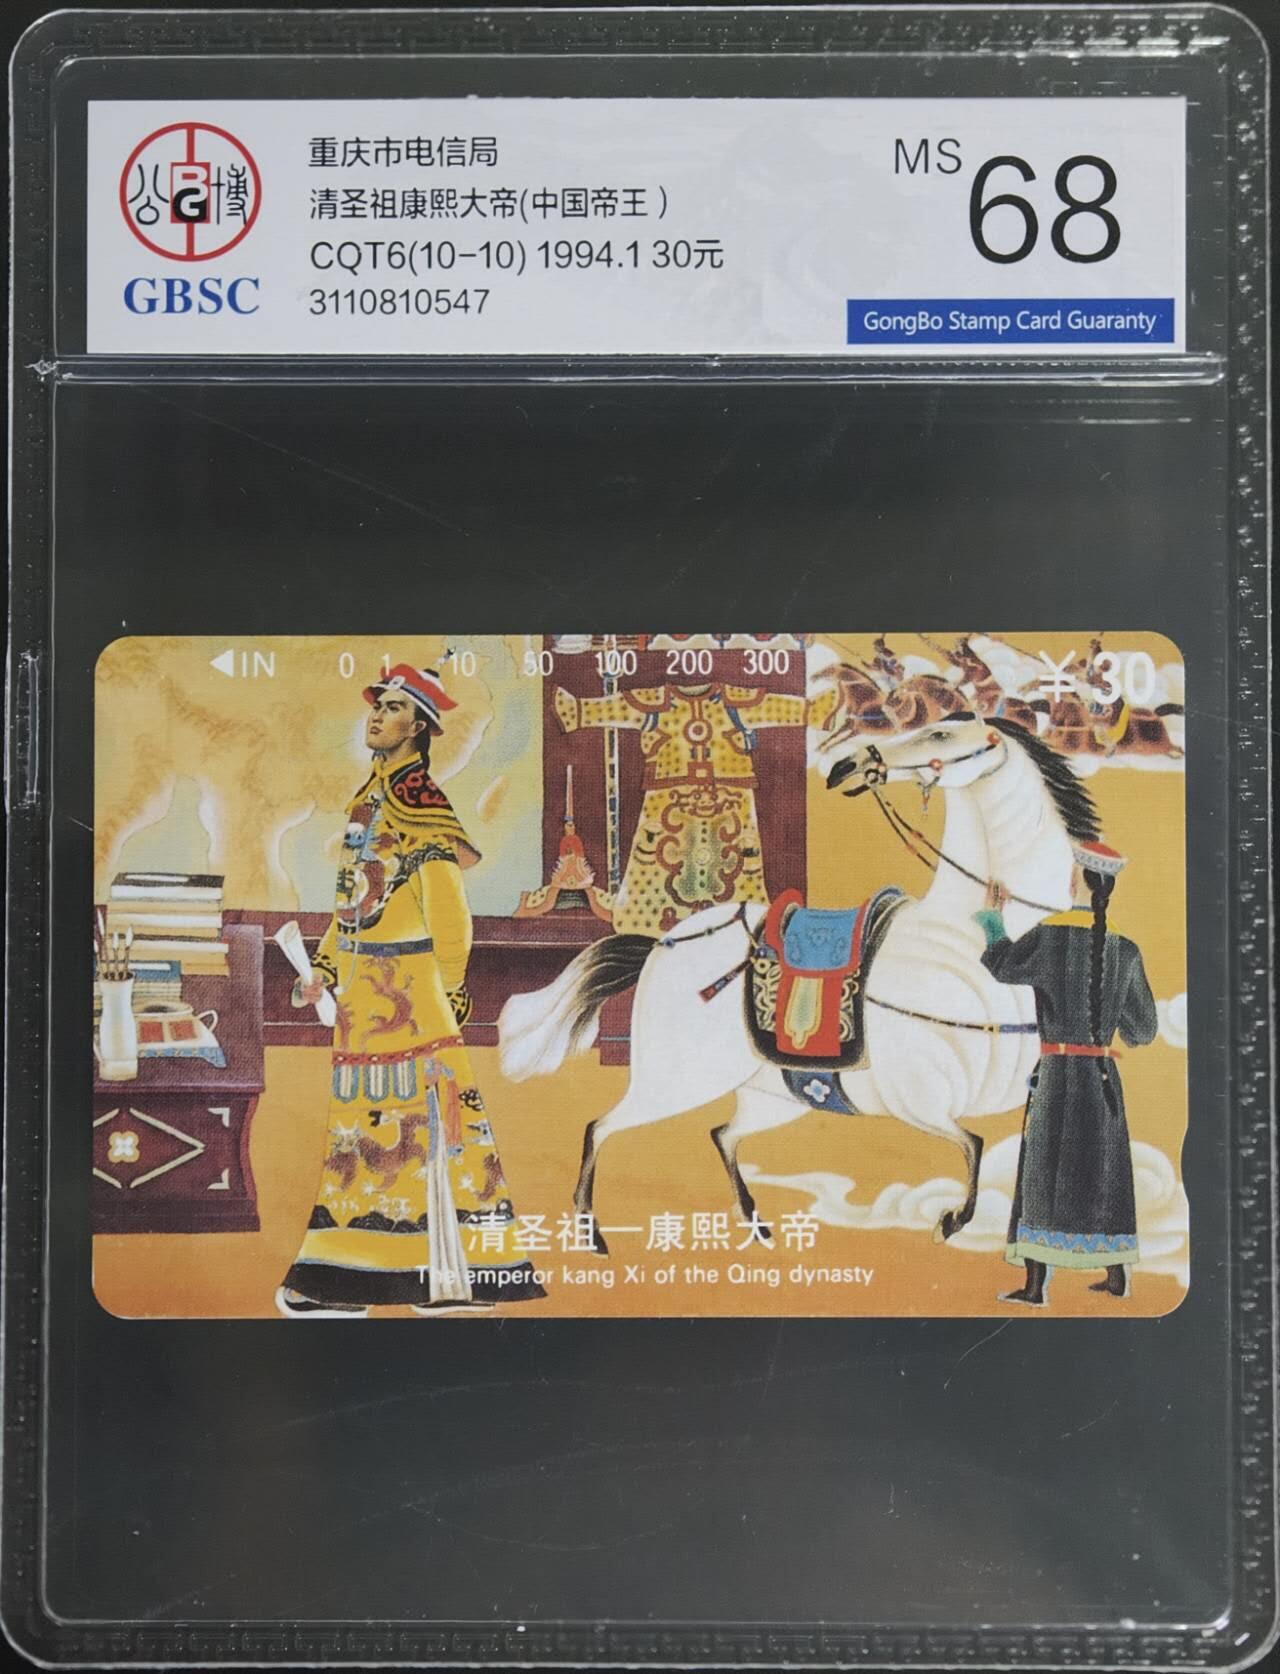 公 BG 博
GBSC
重庆市电信局
清圣祖康熙大帝(中国帝王）
CQT6(10-10) 1994.1 30元
3110810547
MS 68
GongBo Stamp Card Guaranty
◀IN 0 1 10 50 100 200 300
¥30
清圣祖—康熙大帝
The emperor kang Xi of the Qing dynasty